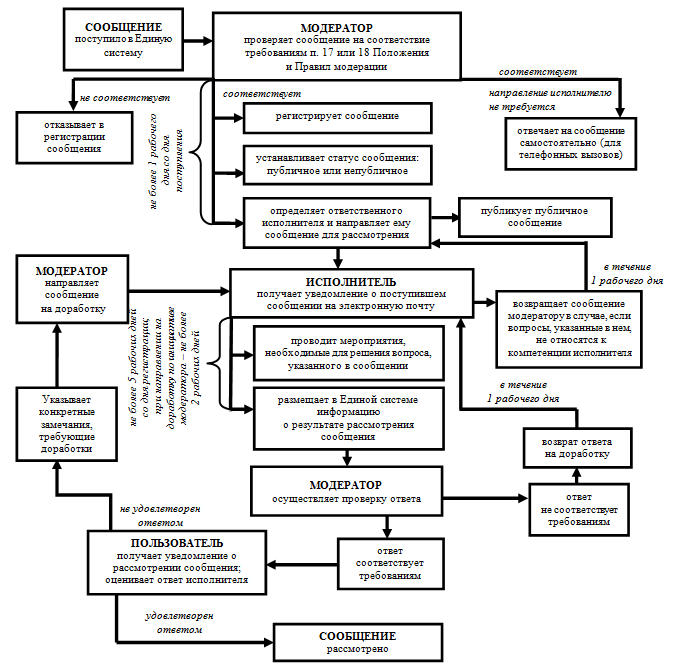 СООБЩЕНИЕ
поступило в Единую
систему
МОДЕРАТОР
проверяет сообщение на соответствие
требованиям п. 17 или 18 Положения
и Правил модерации
не соответствует
соответствует
соответствует
направление исполнителю
не требуется
отказывает в
регистрации
сообщения
не более 1 рабочего
дня со дня
поступления
регистрирует сообщение
устанавливает статус сообщения:
публичное или непубличное
определяет ответственного
исполнителя и направляет ему
сообщение для рассмотрения
отвечает на сообщение
самостоятельно (для
телефонных вызовов)
публикует публичное
сообщение
в течение
1 рабочего дня
МОДЕРАТОР
направляет
сообщение
на доработку
ИСПОЛНИТЕЛЬ
получает уведомление о поступившем
сообщении на электронную почту
возвращает сообщение
модератору в случае, если
вопросы, указанные в нем,
не относятся к
компетенции исполнителя
не более 5 рабочих дней
со дня регистрации;
при направлении на
доработку по инициативе
модератора – не более
2 рабочих дней
проводит мероприятия,
необходимые для решения вопроса,
указанного в сообщении
размещает в Единой системе
информацию
о результате рассмотрения
сообщения
в течение
1 рабочего дня
Указывает
конкретные
замечания,
требующие
доработки
возврат ответа
на доработку
МОДЕРАТОР
осуществляет проверку ответа
ответ
не соответствует
требованиям
не удовлетворен
ответом
ПОЛЬЗОВАТЕЛЬ
получает уведомление о
рассмотрении сообщения;
оценивает ответ исполнителя
ответ
соответствует
требованиям
удовлетворен
ответом
СООБЩЕНИЕ
рассмотрено